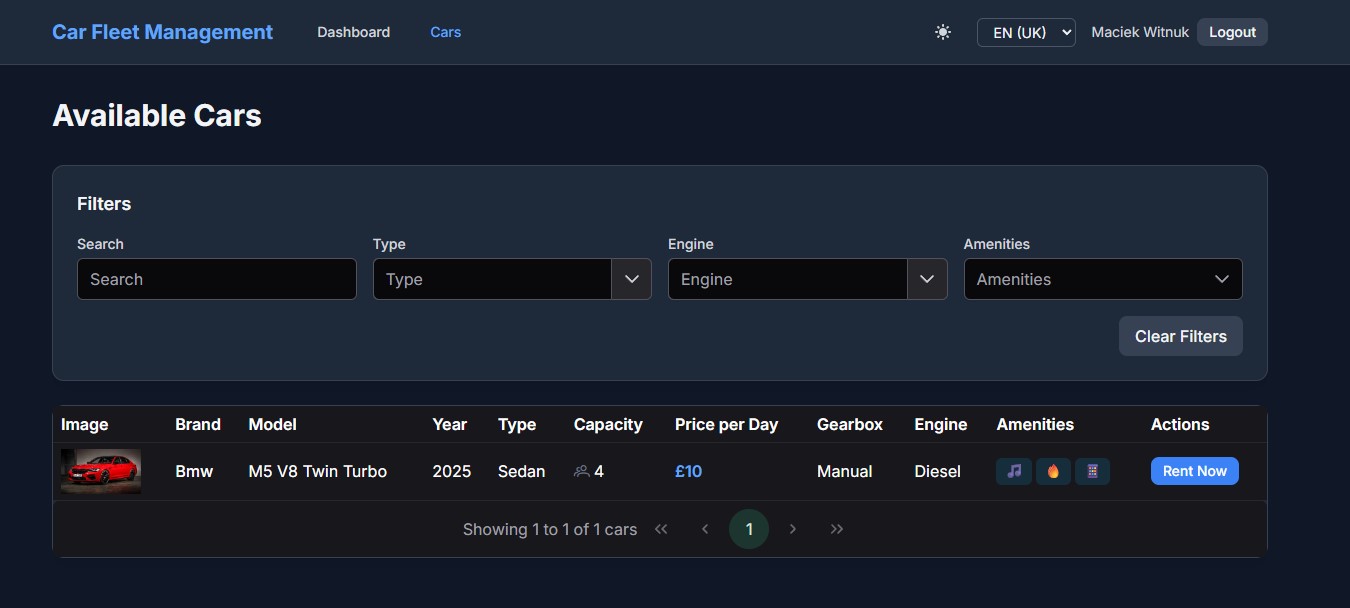 Car Fleet Management Dashboard Cars EN (UK) Maciek Witnuk Logout
Available Cars
Filters
Search Type Engine Amenities
Search Type Engine Amenities
Clear Filters
Image Brand Model Year Type Capacity Price per Day Gearbox Engine Amenities Actions
Bmw M5 V8 Twin Turbo 2025 Sedan 4 £10 Manual Diesel Rent Now
Showing 1 to 1 of 1 cars 1